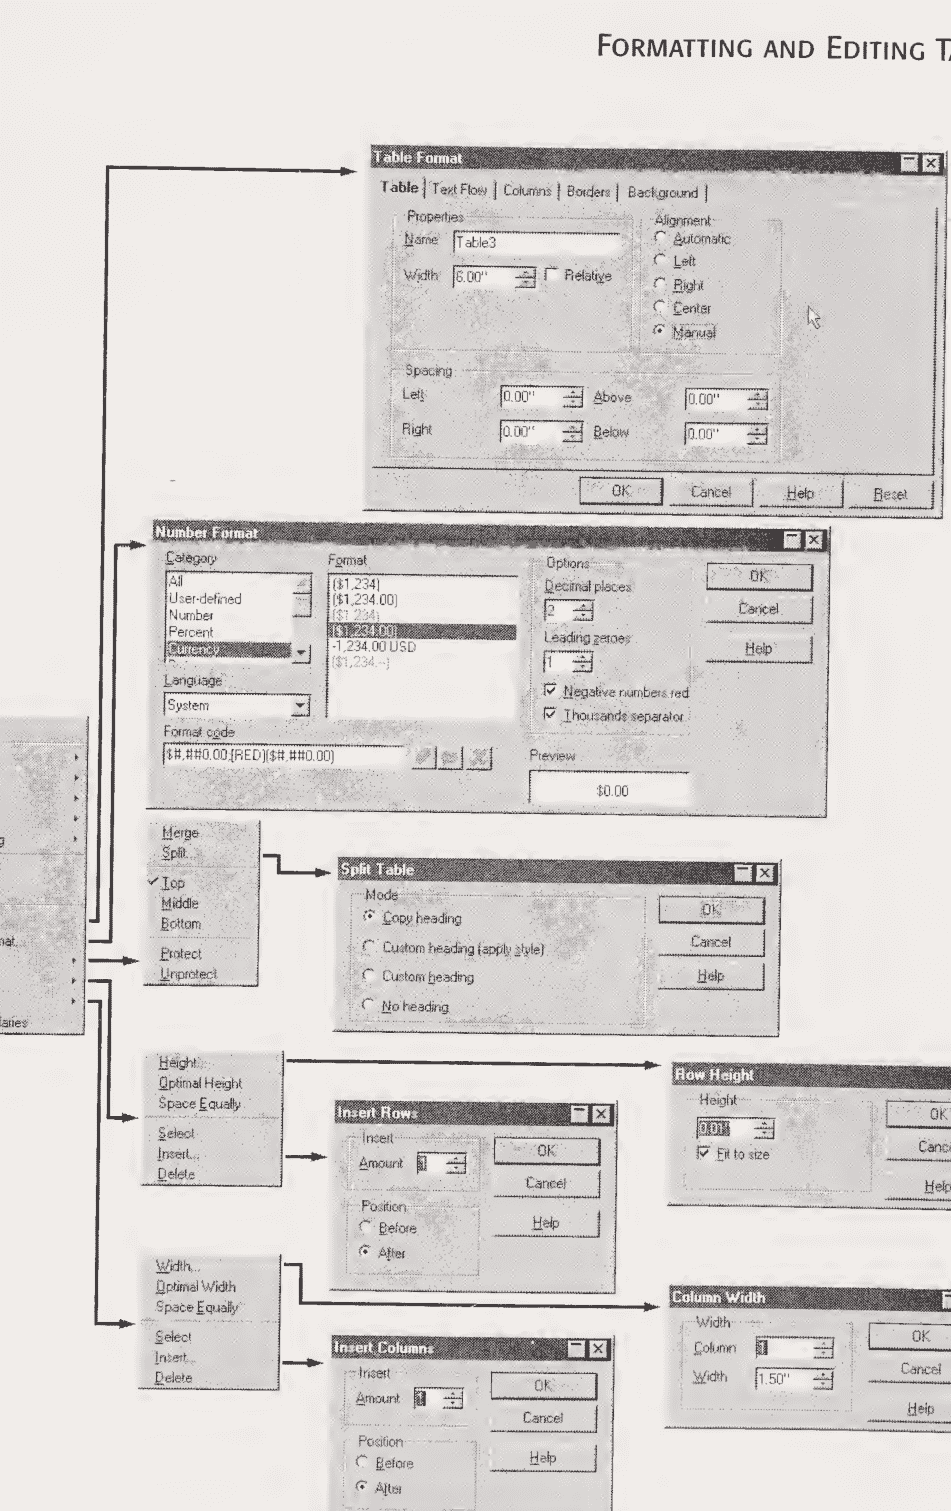 FORMATTING AND EDITING TA
Table Format
Table Text Flow Columns Borders Background
Properties
Name Table3
Width 6.00" Relative
Alignment
Automatic
Left
Right
Center
Manual
Spacing
Left 0.00" Above 0.00"
Right 0.00" Below 0.00"
OK Cancel Help Reset
Number Format
Category
All
User-defined
Number
Percent
Currency
Language
System
Format
($1,234)
($1,234.00)
($1,234)
($1,234.00)
-1,234.00 USD
($1,234.--)
Options
Decimal places
2
Leading zeroes
1
Negative numbers red
Thousands separator
OK
Cancel
Help
Format code
$#,##0.00;[RED]($#,##0.00)
Preview
$0.00
g
mat...
laries
Merge
Split...
Top
Middle
Bottom
Protect
Unprotect
Split Table
Mode
Copy heading
Custom heading (apply style)
Custom heading
No heading
OK
Cancel
Help
Height...
Optimal Height
Space Equally
Select
Insert...
Delete
Insert Rows
Insert
Amount 1
Position
Before
After
OK
Cancel
Help
Row Height
Height
0.01"
Fit to size
OK
Cance
Help
Width...
Optimal Width
Space Equally
Select
Insert...
Delete
Insert Columns
Insert
Amount 1
Position
Before
After
OK
Cancel
Help
Column Width
Width
Column 1
Width 1.50"
OK
Cancel
Help